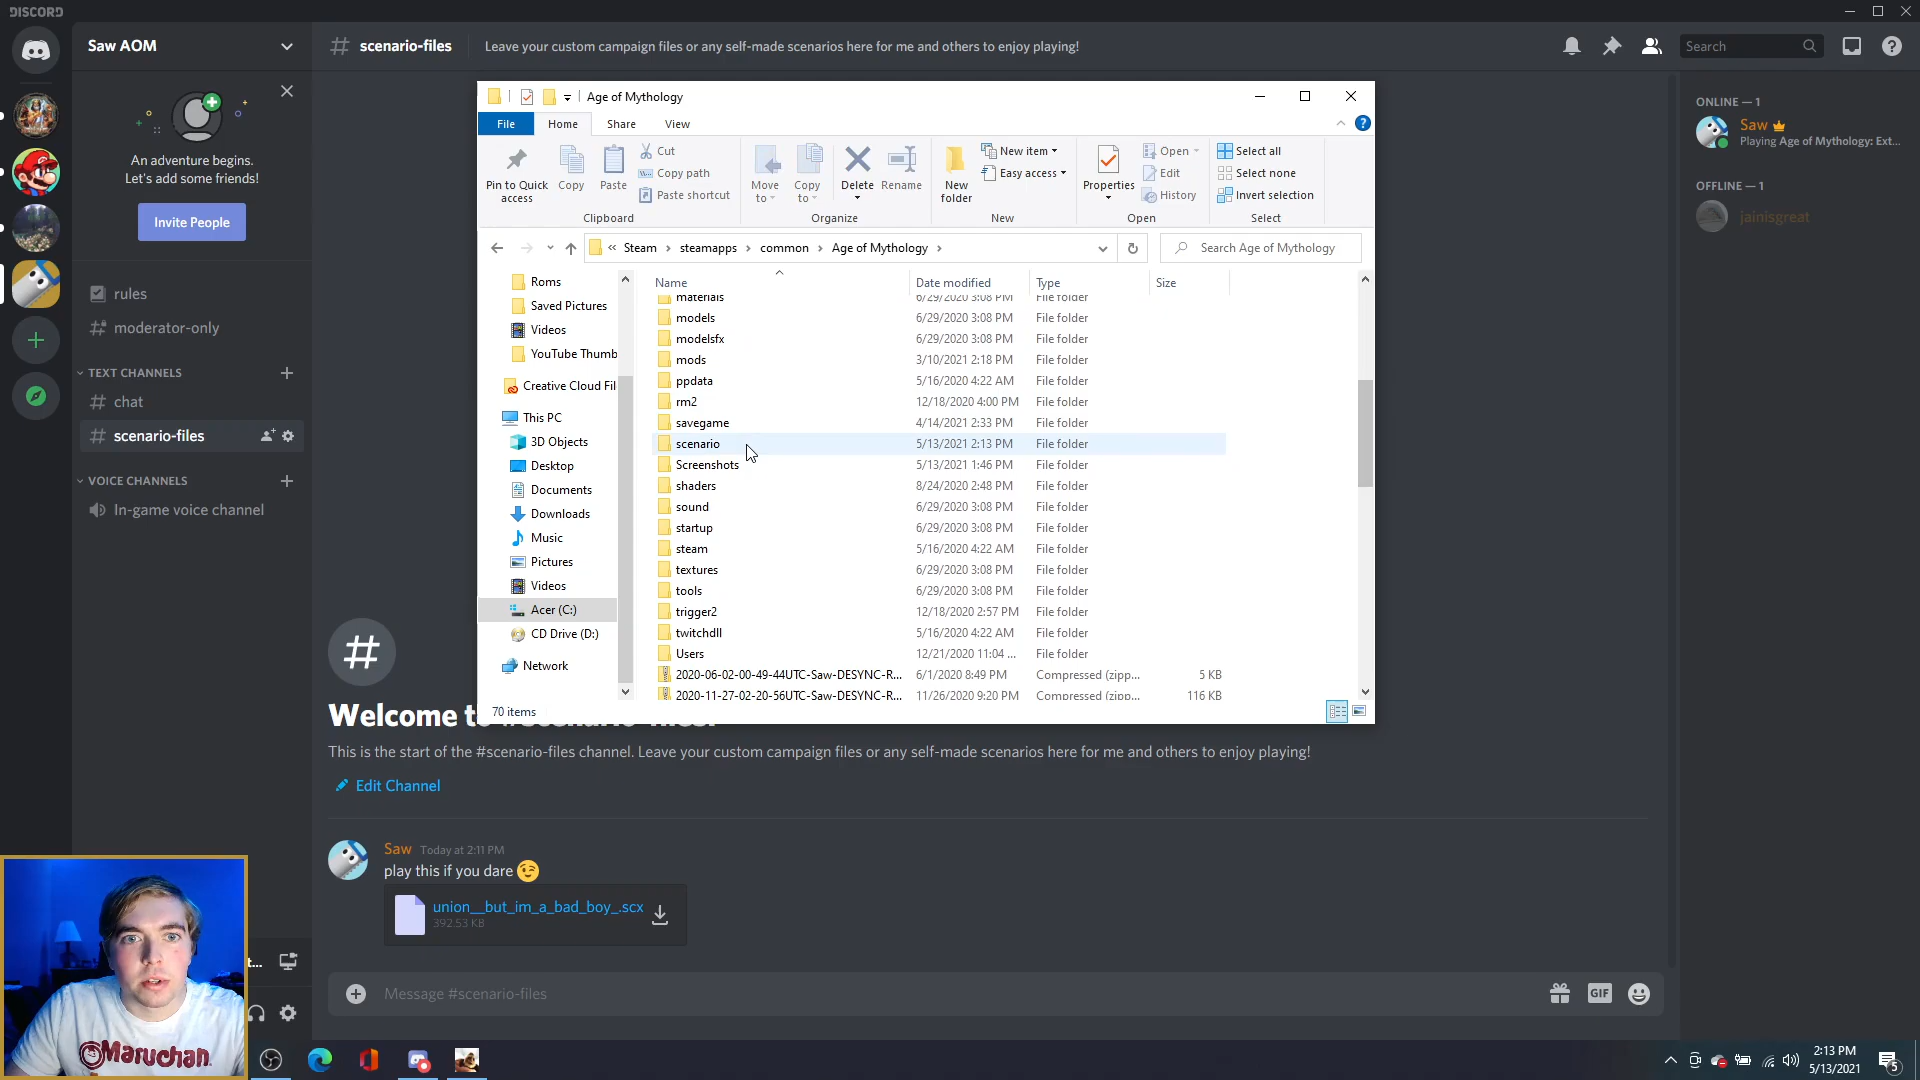 DISCORD
Saw AOM
scenario-files
Leave your custom campaign files or any self-made scenarios here for me and others to enjoy playing!
Search
An adventure begins.
Let's add some friends!
Invite People
rules
moderator-only
TEXT CHANNELS
chat
scenario-files
VOICE CHANNELS
In-game voice channel
Age of Mythology
File Home Share View
Pin to Quick access
Copy
Paste
Cut
Copy path
Paste shortcut
Clipboard
Move to
Copy to
Delete
Rename
Organize
New folder
New item
Easy access
New
Properties
Open
Edit
History
Open
Select all
Select none
Invert selection
Select
« Steam › steamapps › common › Age of Mythology ›
Search Age of Mythology
Roms
Saved Pictures
Videos
YouTube Thumb
Creative Cloud Fil
This PC
3D Objects
Desktop
Documents
Downloads
Music
Pictures
Videos
Acer (C:)
CD Drive (D:)
Network
Name Date modified Type Size
materials 6/29/2020 3:08 PM File folder
models 6/29/2020 3:08 PM File folder
modelsfx 6/29/2020 3:08 PM File folder
mods 3/10/2021 2:18 PM File folder
ppdata 5/16/2020 4:22 AM File folder
rm2 12/18/2020 4:00 PM File folder
savegame 4/14/2021 2:33 PM File folder
scenario 5/13/2021 2:13 PM File folder
Screenshots 5/13/2021 1:46 PM File folder
shaders 8/24/2020 2:48 PM File folder
sound 6/29/2020 3:08 PM File folder
startup 6/29/2020 3:08 PM File folder
steam 5/16/2020 4:22 AM File folder
textures 6/29/2020 3:08 PM File folder
tools 6/29/2020 3:08 PM File folder
trigger2 12/18/2020 2:57 PM File folder
twitchdll 5/16/2020 4:22 AM File folder
Users 12/21/2020 11:04 ... File folder
2020-06-02-00-49-44UTC-Saw-DESYNC-R... 6/1/2020 8:49 PM Compressed (zipp... 5 KB
2020-11-27-02-20-56UTC-Saw-DESYNC-R... 11/26/2020 9:20 PM Compressed (zipp... 116 KB
70 items
ONLINE — 1
Saw
Playing Age of Mythology: Ext...
OFFLINE — 1
jainisgreat
Welcome
This is the start of the #scenario-files channel. Leave your custom campaign files or any self-made scenarios here for me and others to enjoy playing!
Edit Channel
Saw Today at 2:11 PM
play this if you dare
union__but_im_a_bad_boy_.scx
392.53 KB
Message #scenario-files
GIF
t...
Maruchan.
2:13 PM
5/13/2021
5